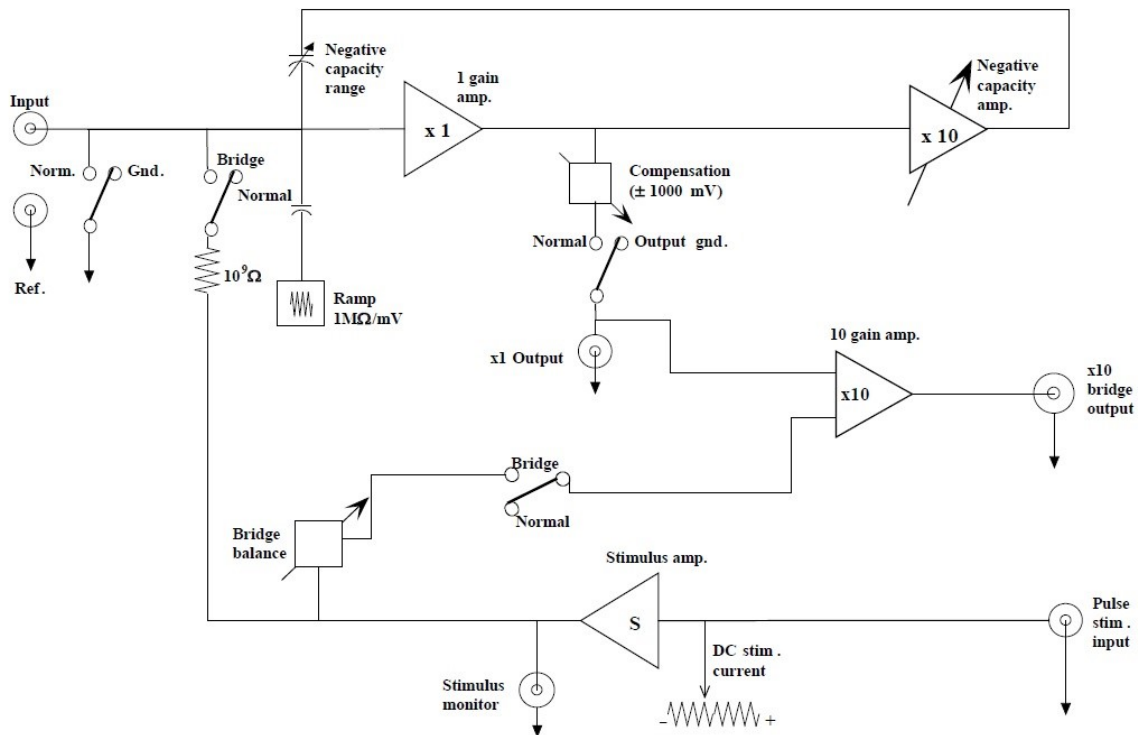 Negative
capacity
range
1 gain
amp.
Negative
capacity
amp.
Input
x 1
x 10
Norm.
Gnd.
Bridge
Normal
Compensation
(± 1000 mV)
Normal
Output gnd.
Ref.
10⁹Ω
Ramp
1MΩ/mV
x1 Output
10 gain amp.
x10
x10
bridge
output
Bridge
Normal
Bridge
balance
Stimulus amp.
S
Pulse
stim.
input
DC stim.
current
Stimulus
monitor
- +